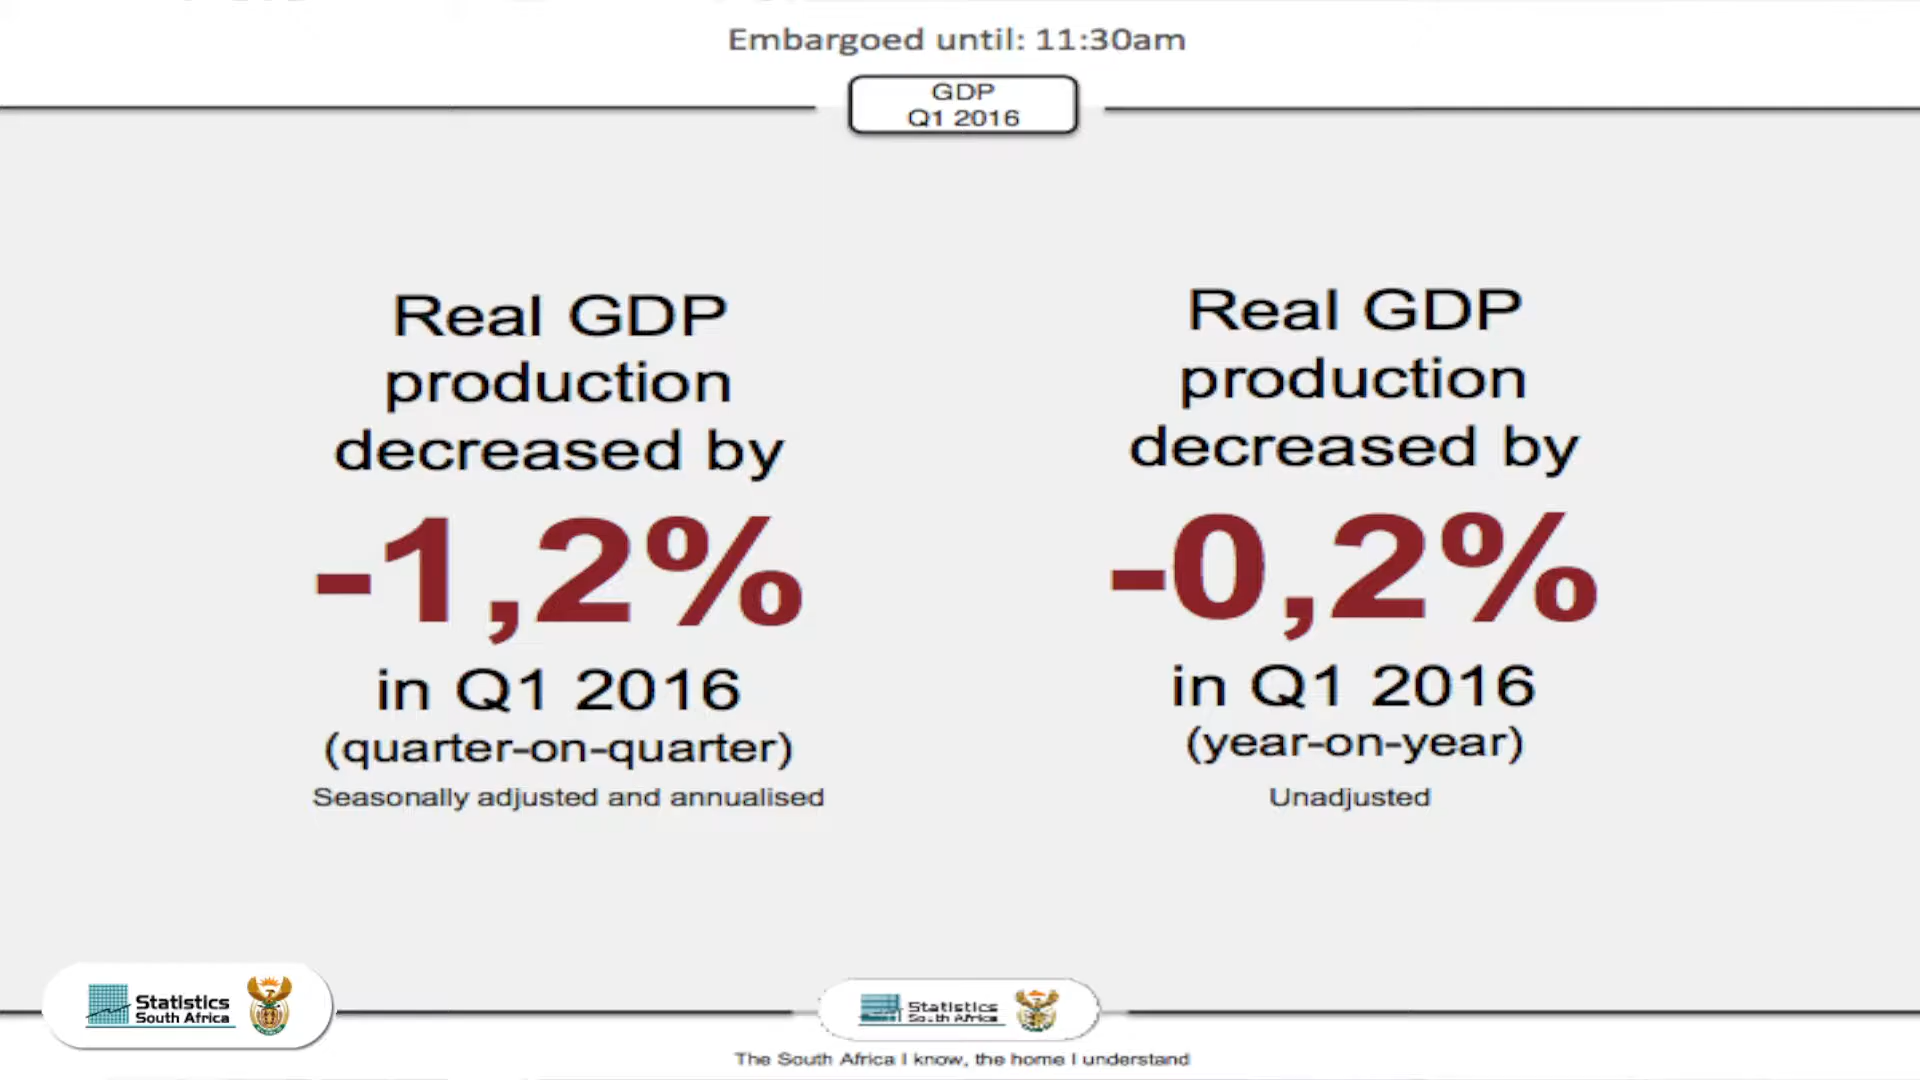 Embargoed until: 11:30am
GDP
Q1 2016
Real GDP
production
decreased by
-1,2%
in Q1 2016
(quarter-on-quarter)
Seasonally adjusted and annualised
Real GDP
production
decreased by
-0,2%
in Q1 2016
(year-on-year)
Unadjusted
Statistics
South Africa
Statistics
South Africa
The South Africa I know, the home I understand